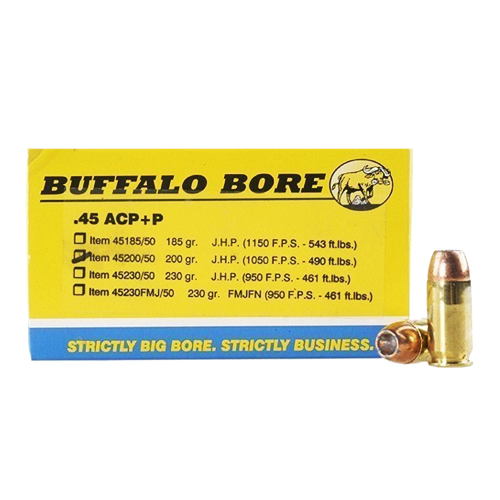 BUFFALO BORE
.45 ACP+P
Item 45185/50 185 gr. J.H.P. (1150 F.P.S. - 543 ft.lbs.)
Item 45200/50 200 gr. J.H.P. (1050 F.P.S. - 490 ft.lbs.)
Item 45230/50 230 gr. J.H.P. (950 F.P.S. - 461 ft.lbs.)
Item 45230FMJ/50 230 gr. FMJFN (950 F.P.S. - 461 ft.lbs.)
STRICTLY BIG BORE. STRICTLY BUSINESS.